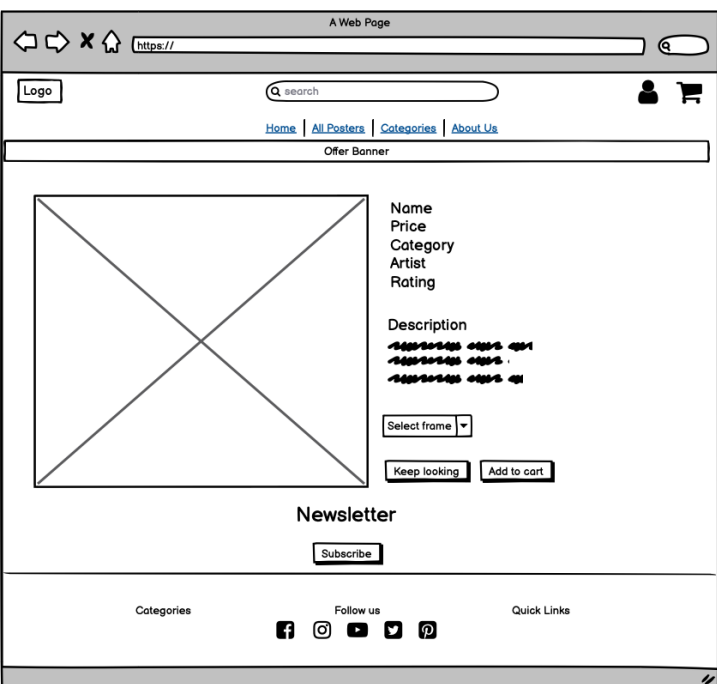 A Web Page
https://
Logo
search
Home All Posters Categories About Us
Offer Banner
Name
Price
Category
Artist
Rating
Description
Select frame
Keep looking Add to cart
Newsletter
Subscribe
Categories Follow us Quick Links